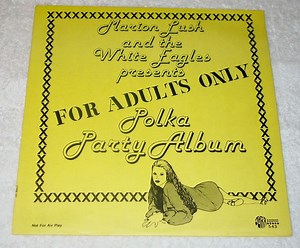 Marion Lush
and the
White Eagles
presents
FOR ADULTS ONLY
Polka
Party Album
Not For Air Play